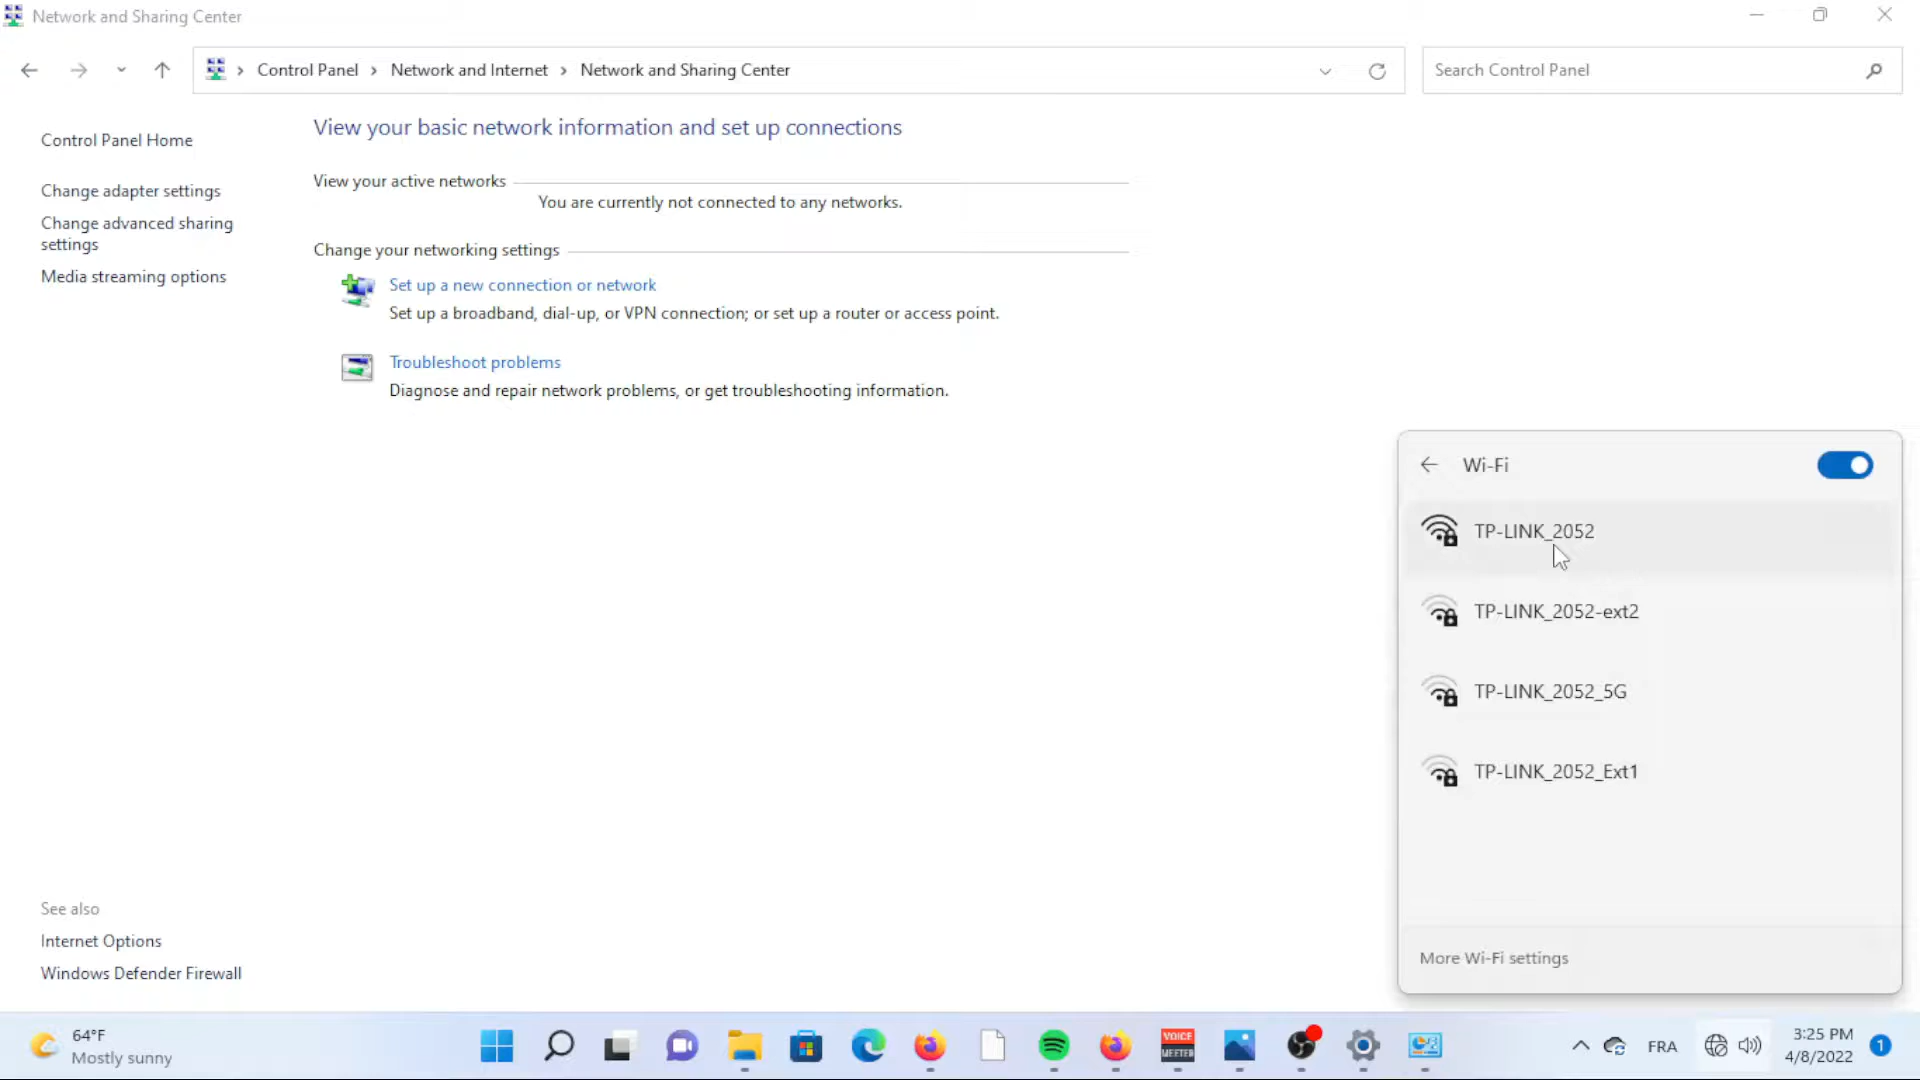 Network and Sharing Center
Control Panel > Network and Internet > Network and Sharing Center
Search Control Panel
Control Panel Home
Change adapter settings
Change advanced sharing
settings
Media streaming options
View your basic network information and set up connections
View your active networks
You are currently not connected to any networks.
Change your networking settings
Set up a new connection or network
Set up a broadband, dial-up, or VPN connection; or set up a router or access point.
Troubleshoot problems
Diagnose and repair network problems, or get troubleshooting information.
Wi-Fi
TP-LINK_2052
TP-LINK_2052-ext2
TP-LINK_2052_5G
TP-LINK_2052_Ext1
More Wi-Fi settings
See also
Internet Options
Windows Defender Firewall
64°F
Mostly sunny
VOICE
MEETER
FRA
3:25 PM
4/8/2022
1